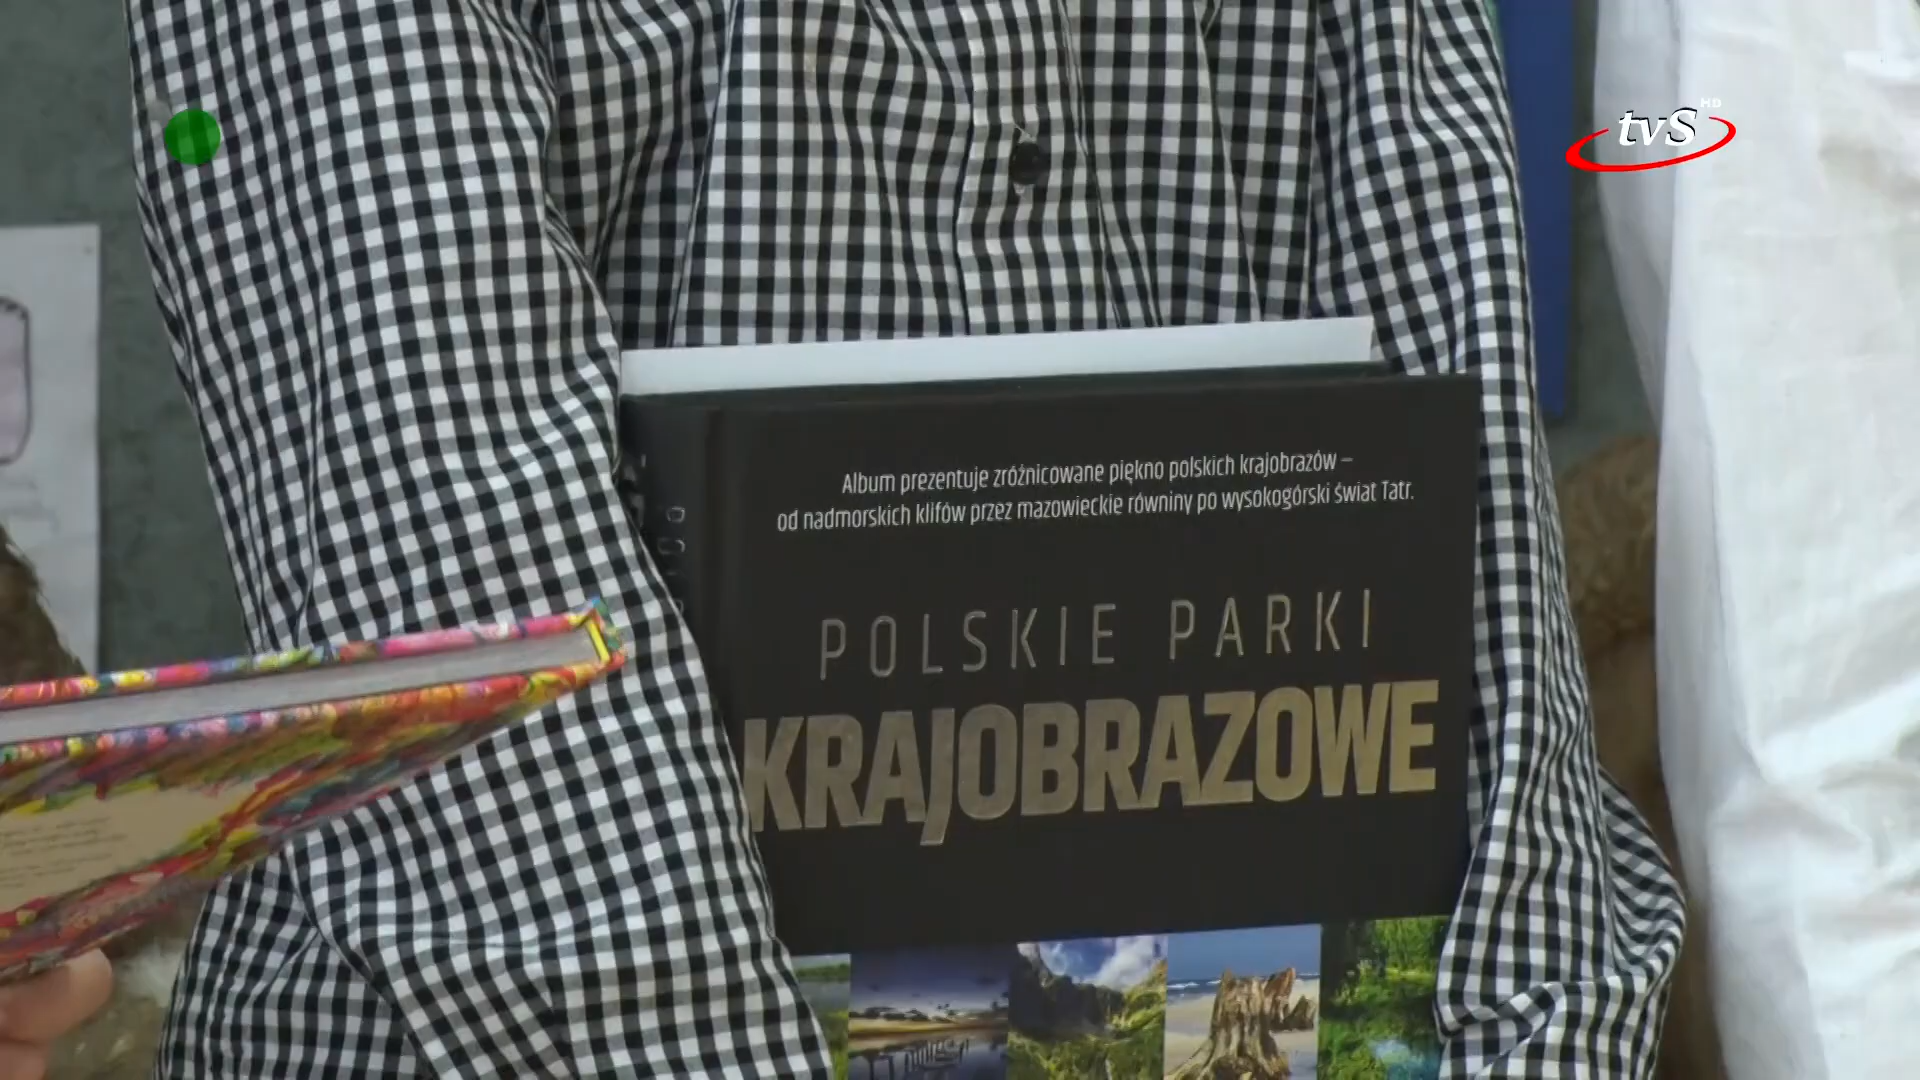 tvS HD
Album prezentuje zróżnicowane piękno polskich krajobrazów –
od nadmorskich klifów przez mazowieckie równiny po wysokogórski świat Tatr.
POLSKIE PARKI
KRAJOBRAZOWE